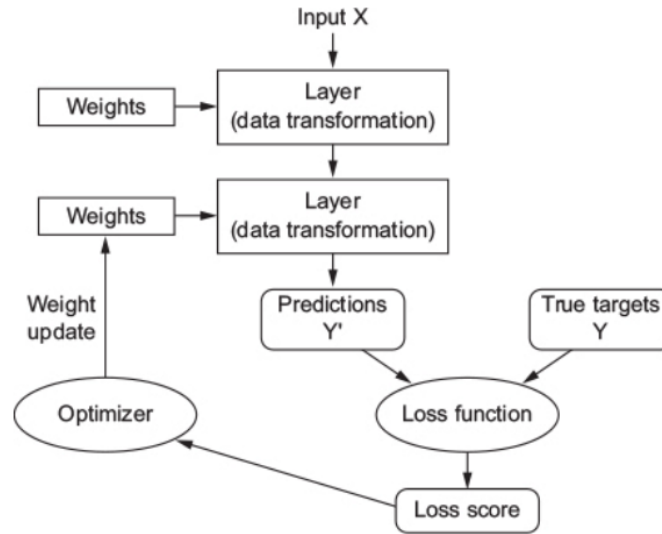 Input X
Layer
(data transformation)
Weights
Layer
(data transformation)
Weights
Weight
update
Predictions
Y'
True targets
Y
Optimizer
Loss function
Loss score